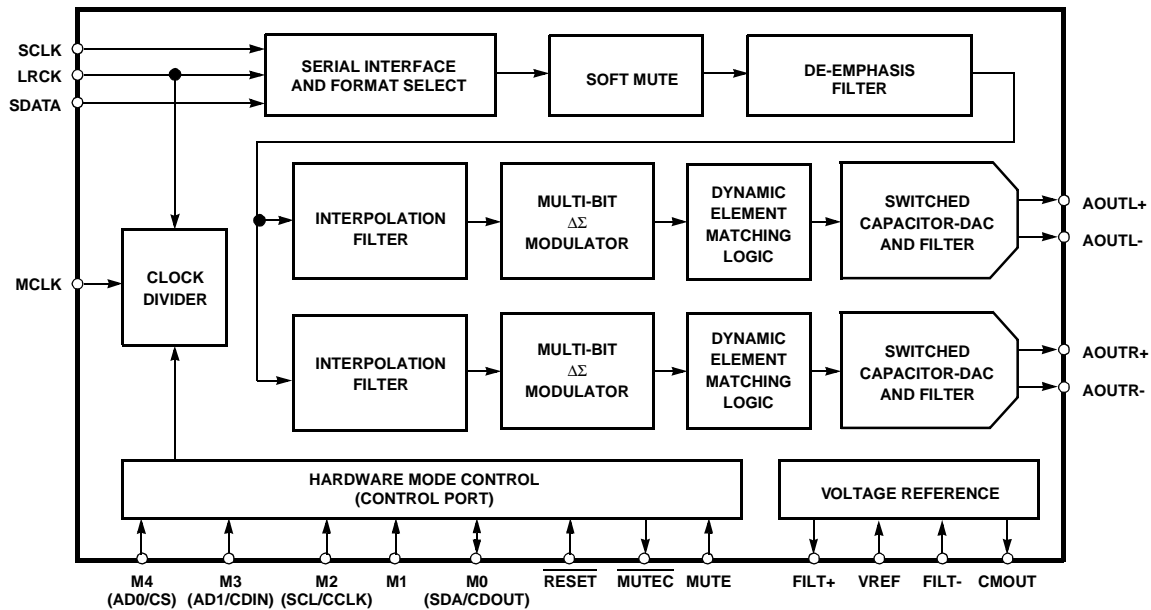 SCLK
LRCK
SDATA
SERIAL INTERFACE
AND FORMAT SELECT
SOFT MUTE
DE-EMPHASIS
FILTER
MCLK
CLOCK
DIVIDER
INTERPOLATION
FILTER
MULTI-BIT
ΔΣ
MODULATOR
DYNAMIC
ELEMENT
MATCHING
LOGIC
SWITCHED
CAPACITOR-DAC
AND FILTER
AOUTL+
AOUTL-
INTERPOLATION
FILTER
MULTI-BIT
ΔΣ
MODULATOR
DYNAMIC
ELEMENT
MATCHING
LOGIC
SWITCHED
CAPACITOR-DAC
AND FILTER
AOUTR+
AOUTR-
HARDWARE MODE CONTROL
(CONTROL PORT)
VOLTAGE REFERENCE
M4
(AD0/CS)
M3
(AD1/CDIN)
M2
(SCL/CCLK)
M1
M0
(SDA/CDOUT)
RESET
MUTEC
MUTE
FILT+
VREF
FILT-
CMOUT